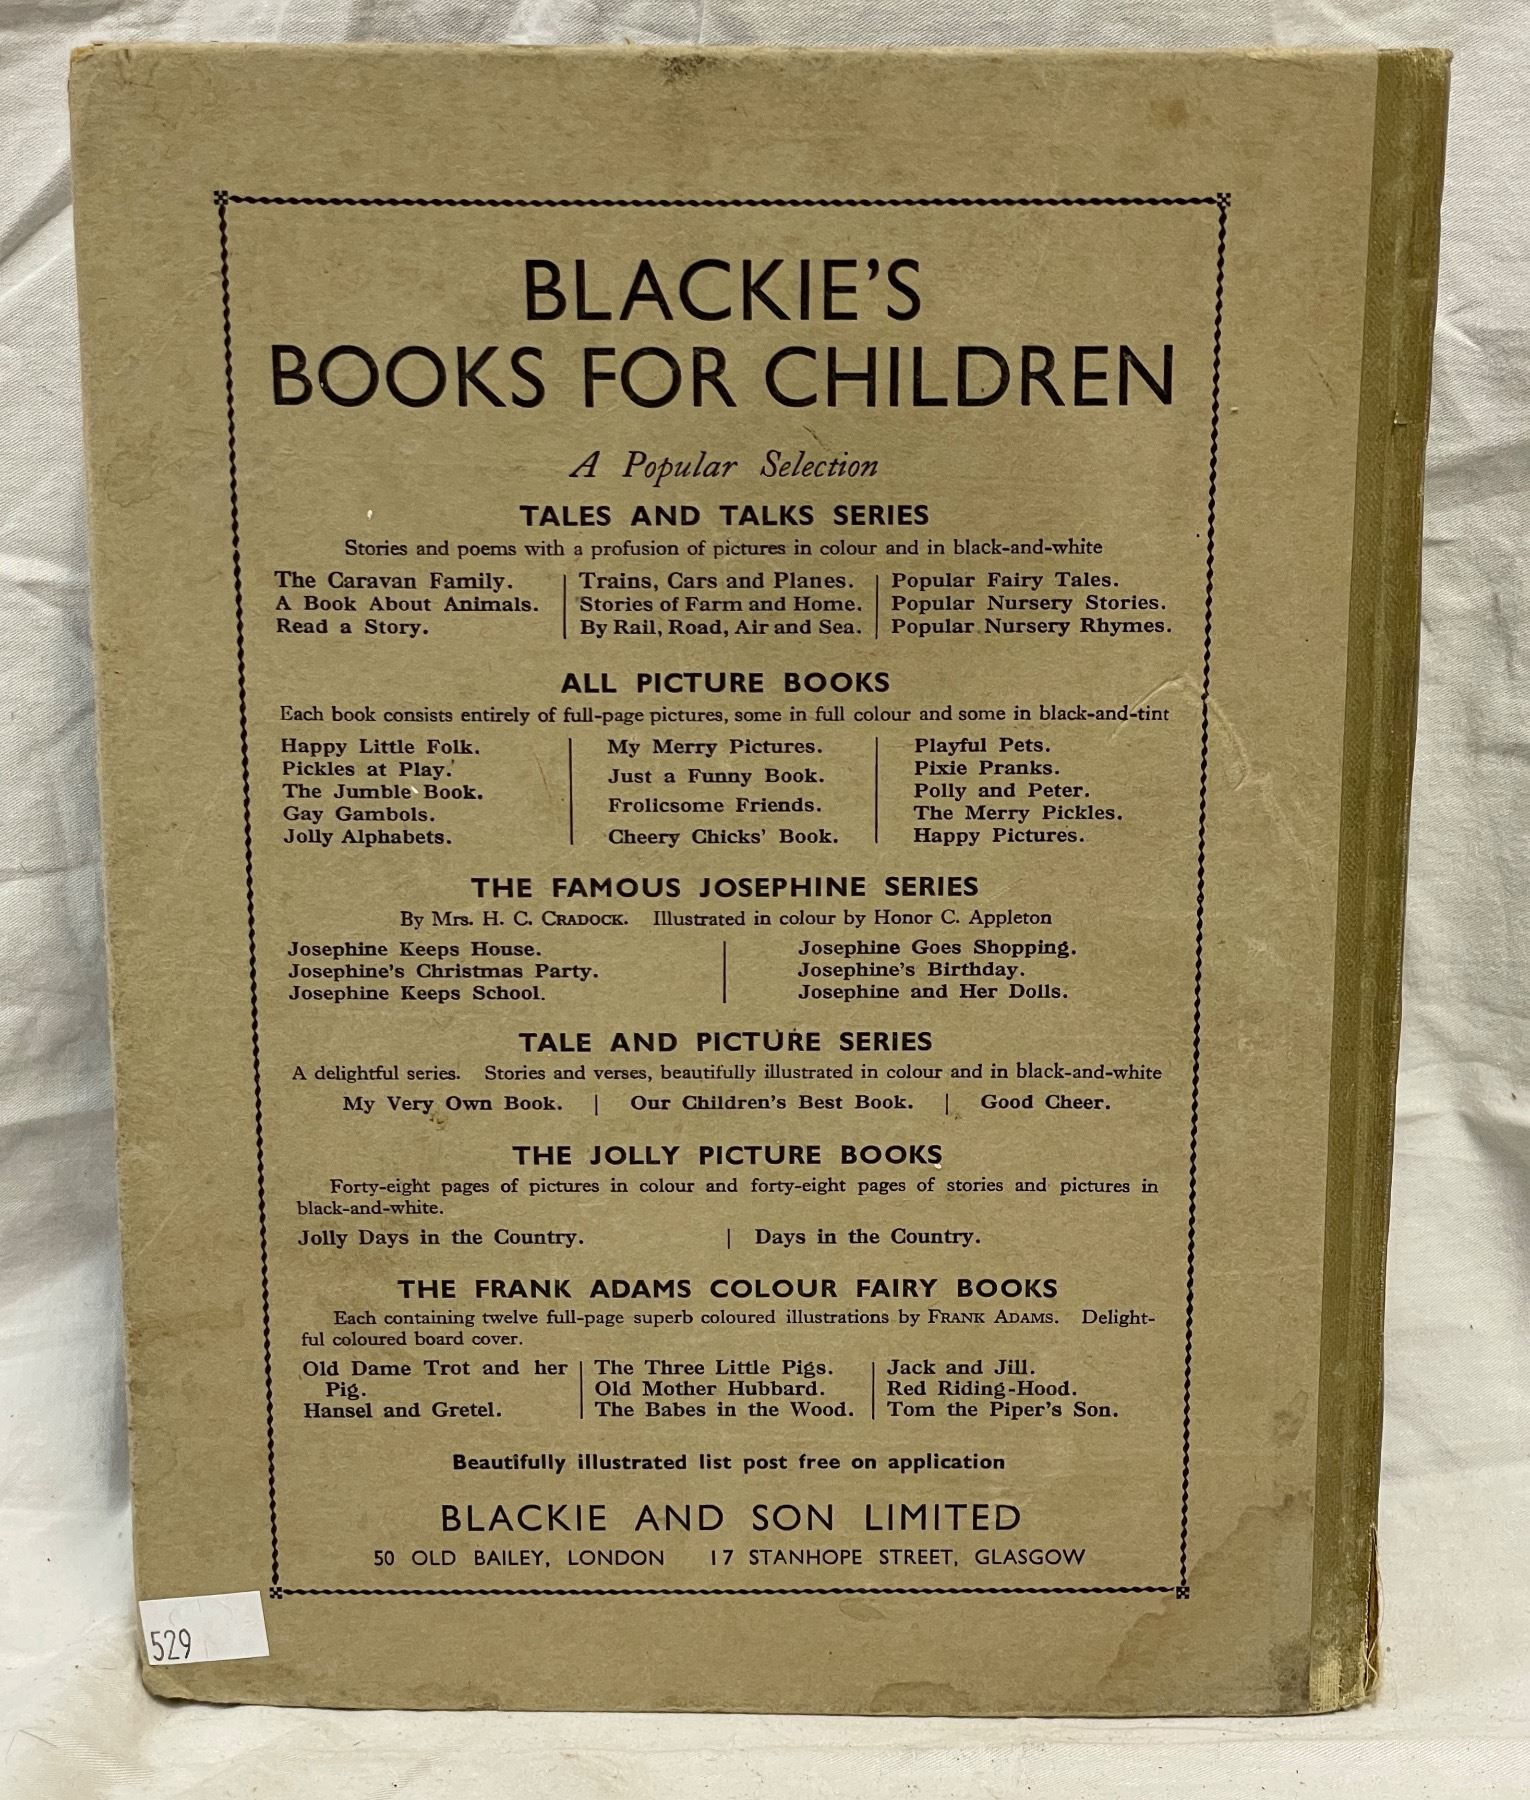 BLACKIE'S
BOOKS FOR CHILDREN
A Popular Selection
TALES AND TALKS SERIES
Stories and poems with a profusion of pictures in colour and in black-and-white
The Caravan Family.
A Book About Animals.
Read a Story.
Trains, Cars and Planes.
Stories of Farm and Home.
By Rail, Road, Air and Sea.
Popular Fairy Tales.
Popular Nursery Stories.
Popular Nursery Rhymes.
ALL PICTURE BOOKS
Each book consists entirely of full-page pictures, some in full colour and some in black-and-tint
Happy Little Folk.
Pickles at Play.
The Jumble Book.
Gay Gambols.
Jolly Alphabets.
My Merry Pictures.
Just a Funny Book.
Frolicsome Friends.
Cheery Chicks' Book.
Playful Pets.
Pixie Pranks.
Polly and Peter.
The Merry Pickles.
Happy Pictures.
THE FAMOUS JOSEPHINE SERIES
By MRS. H. C. CRADOCK. Illustrated in colour by Honor C. Appleton
Josephine Keeps House.
Josephine's Christmas Party.
Josephine Keeps School.
Josephine Goes Shopping.
Josephine's Birthday.
Josephine and Her Dolls.
TALE AND PICTURE SERIES
A delightful series. Stories and verses, beautifully illustrated in colour and in black-and-white
My Very Own Book. | Our Children's Best Book. | Good Cheer.
THE JOLLY PICTURE BOOKS
Forty-eight pages of pictures in colour and forty-eight pages of stories and pictures in
black-and-white.
Jolly Days in the Country. | Days in the Country.
THE FRANK ADAMS COLOUR FAIRY BOOKS
Each containing twelve full-page superb coloured illustrations by FRANK ADAMS. Delight-
ful coloured board cover.
Old Dame Trot and her
Pig.
Hansel and Gretel.
The Three Little Pigs.
Old Mother Hubbard.
The Babes in the Wood.
Jack and Jill.
Red Riding-Hood.
Tom the Piper's Son.
Beautifully illustrated list post free on application
BLACKIE AND SON LIMITED
50 OLD BAILEY, LONDON 17 STANHOPE STREET, GLASGOW
529